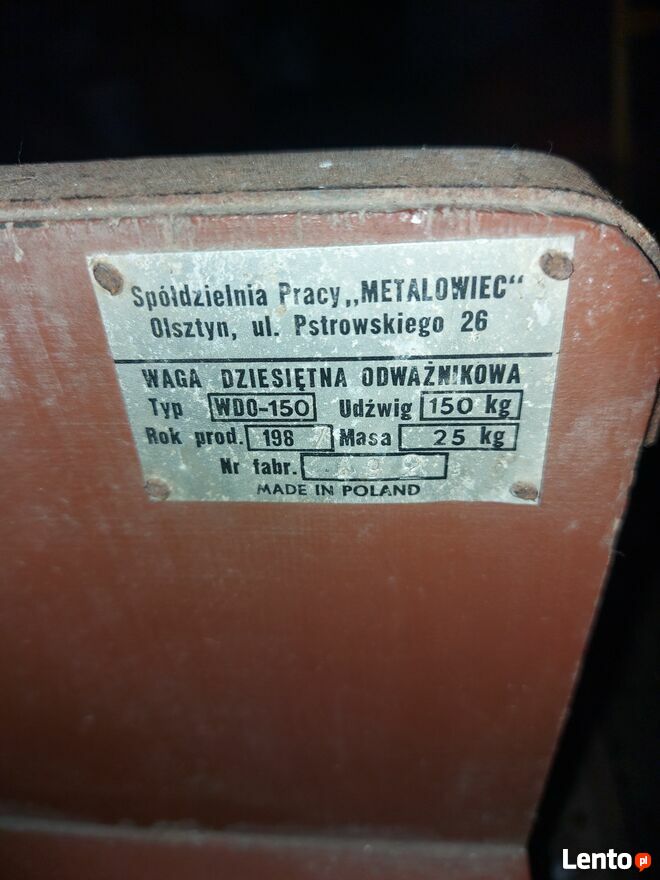 Spółdzielnia Pracy „METALOWIEC"
Olsztyn, ul. Pstrowskiego 26
WAGA DZIESIĘTNA ODWAŻNIKOWA
Typ WDO-150 Udźwig 150 kg
Rok prod. 198 Masa 25 kg
Nr fabr.
MADE IN POLAND
Lento.pl